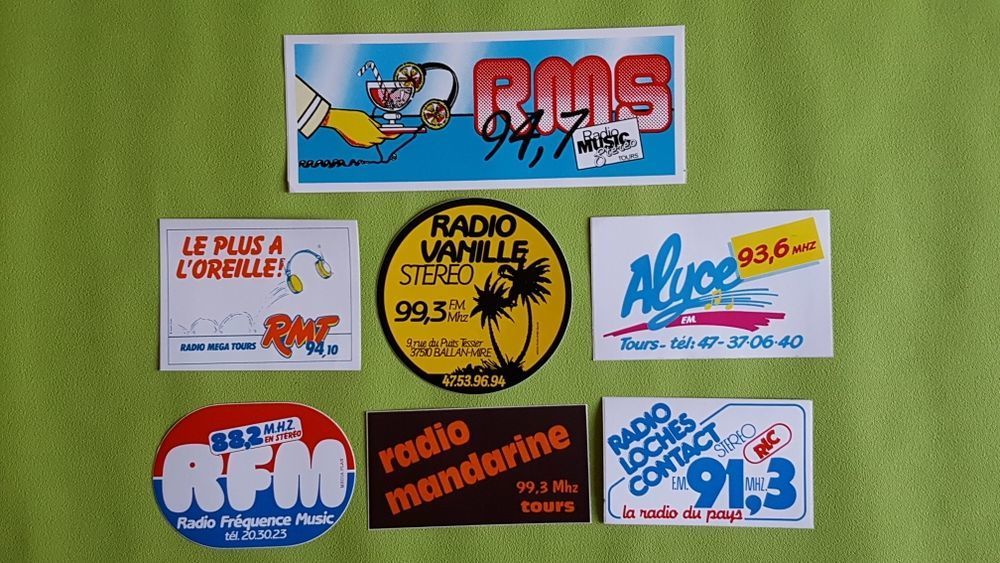 RMS
94,7
Radio
MUSIC
Stereo
TOURS
LE PLUS A
L'OREILLE!
RMT
94,10
RADIO MEGA TOURS
RADIO
VANILLE
STEREO
99,3 F.M. Mhz
9, rue du Puits Tessier
37510 BALLAN-MIRE
47.53.96.94
Alyce
93,6 MHZ
FM.
Tours - tél: 47-37·06·40
88,2 M.H.Z.
EN STEREO
RFM
Radio Fréquence Music
tél. 20.30.23
radio
mandarine
99,3 Mhz
tours
RADIO
LOCHES
CONTACT
STEREO
RLC
F.M. 91,3 MHZ.
la radio du pays